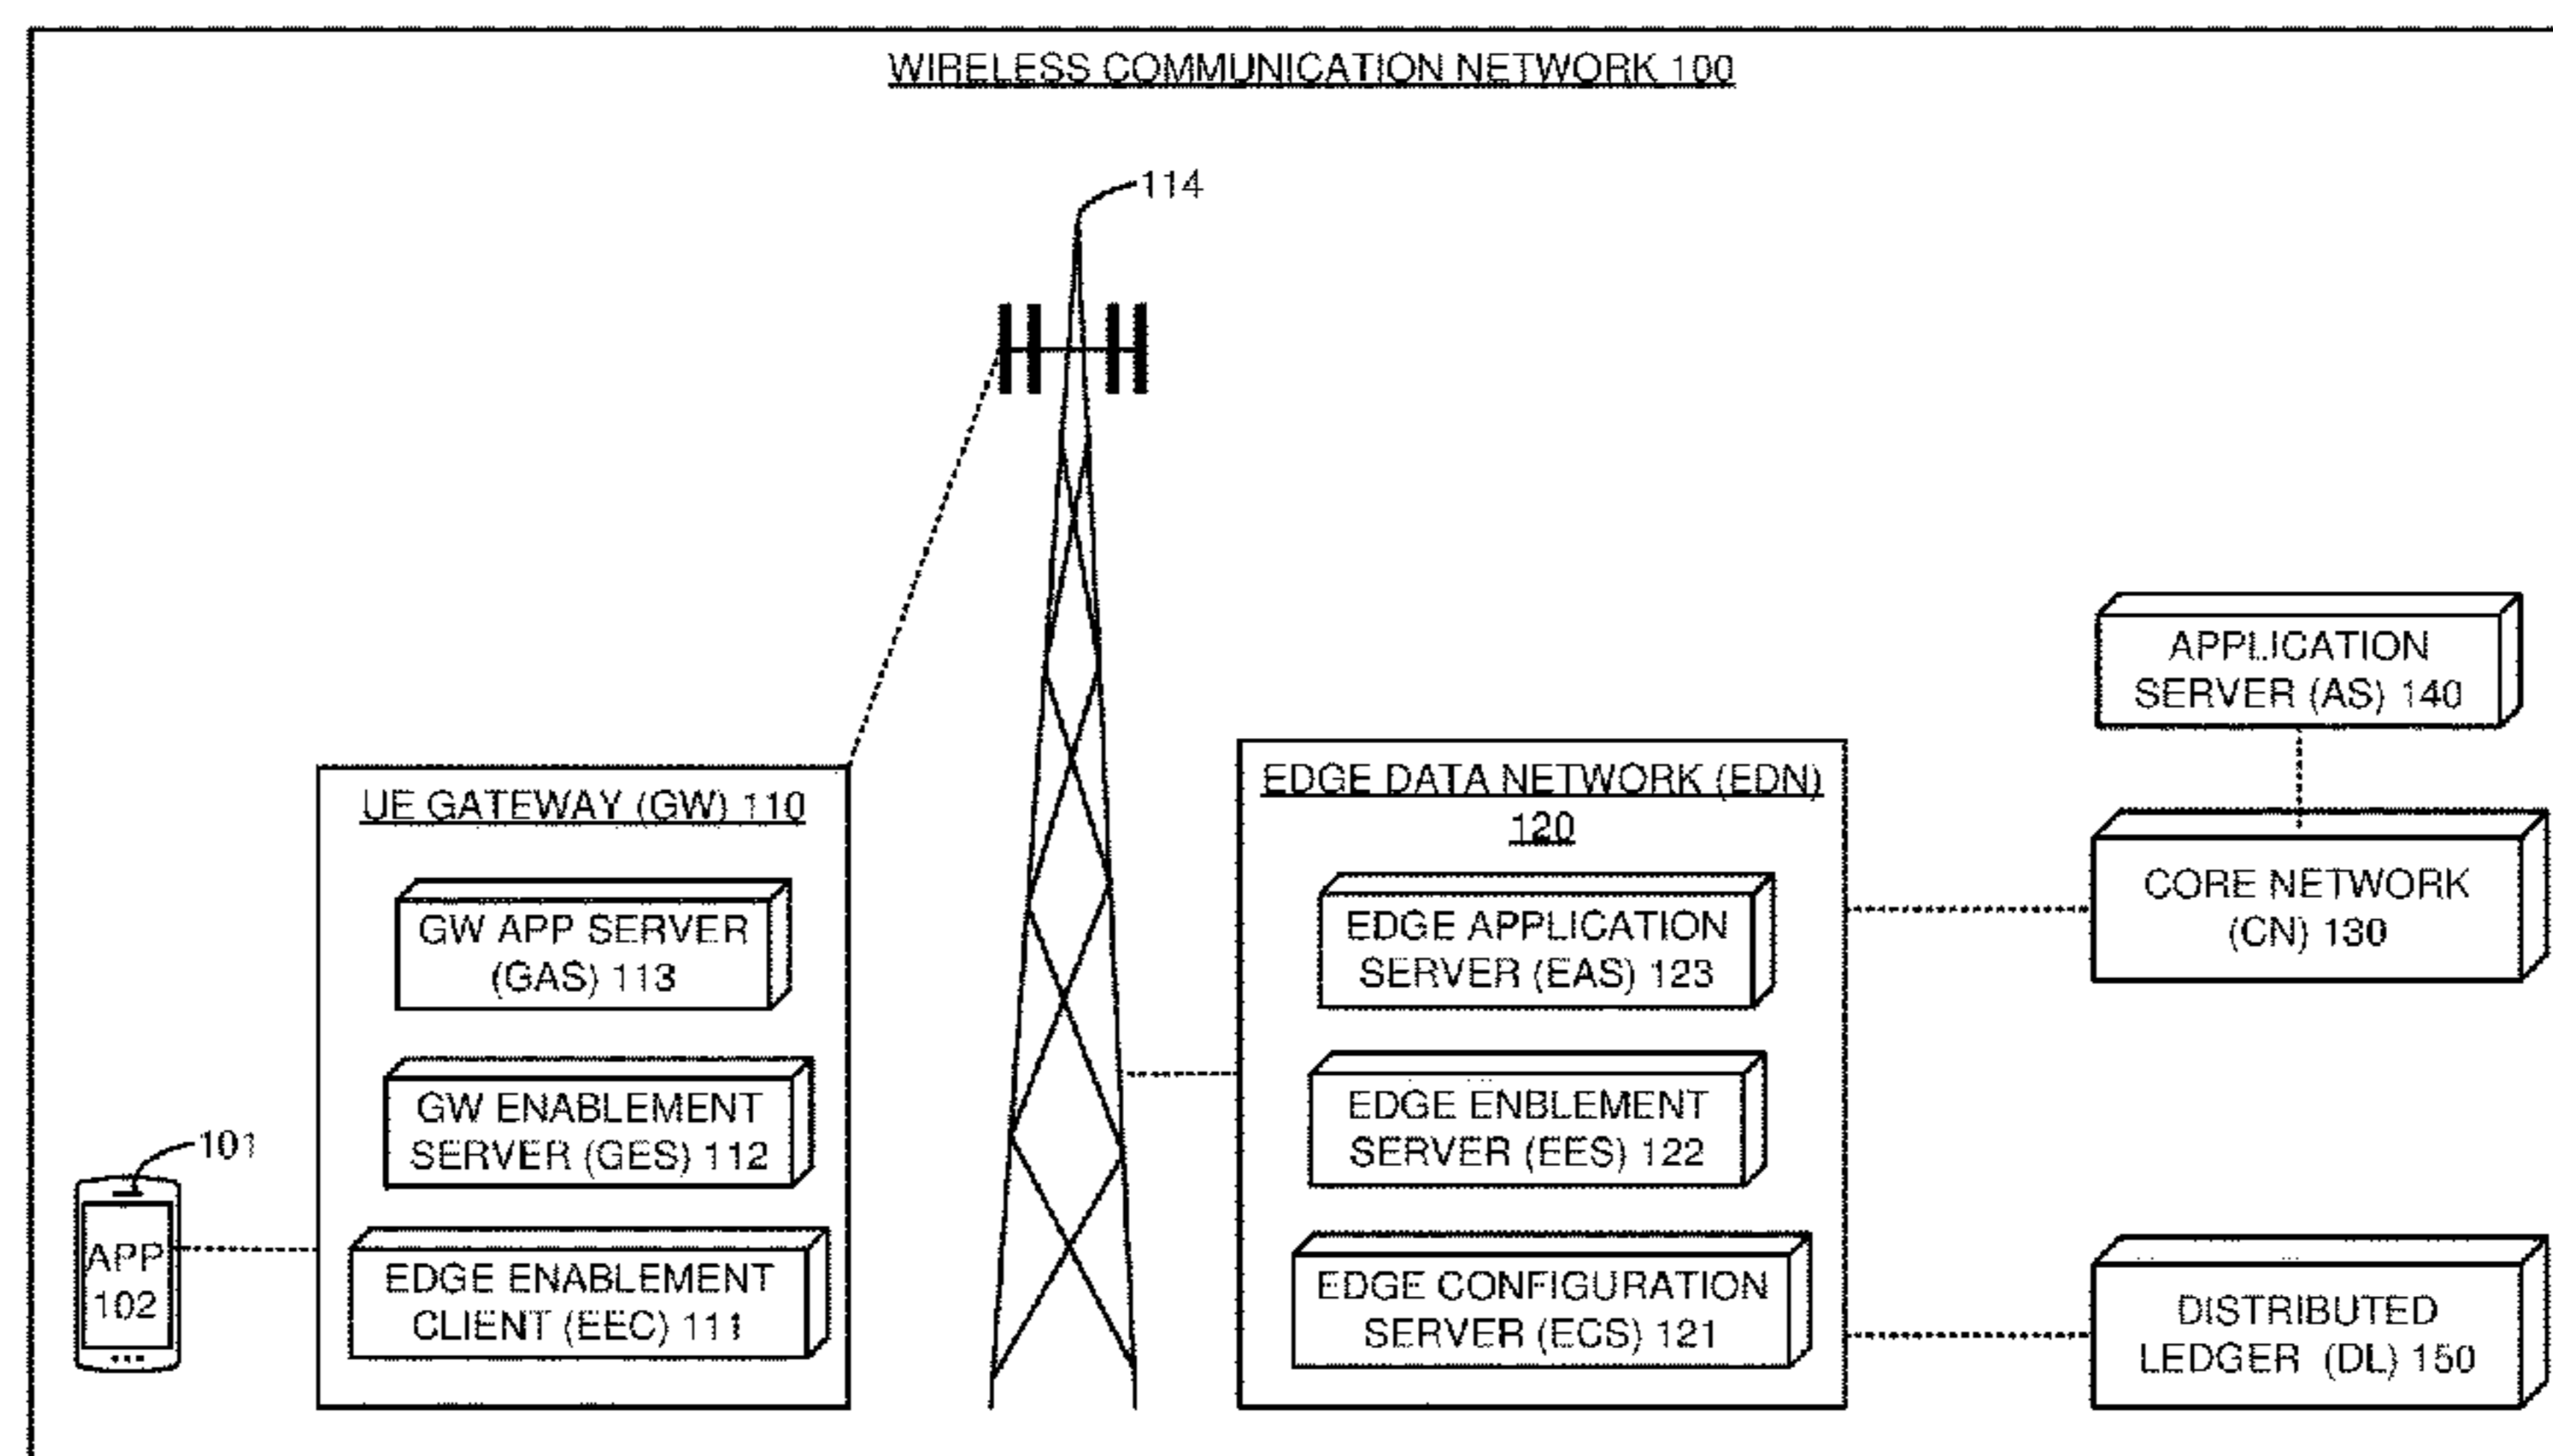 WIRELESS COMMUNICATION NETWORK 100
114
APPLICATION
SERVER (AS) 140
UE GATEWAY (GW) 110
GW APP SERVER
(GAS) 113
GW ENABLEMENT
SERVER (GES) 112
EDGE ENABLEMENT
CLIENT (EEC) 111
101
APP
102
EDGE DATA NETWORK (EDN)
120
EDGE APPLICATION
SERVER (EAS) 123
EDGE ENBLEMENT
SERVER (EES) 122
EDGE CONFIGURATION
SERVER (ECS) 121
CORE NETWORK
(CN) 130
DISTRIBUTED
LEDGER (DL) 150